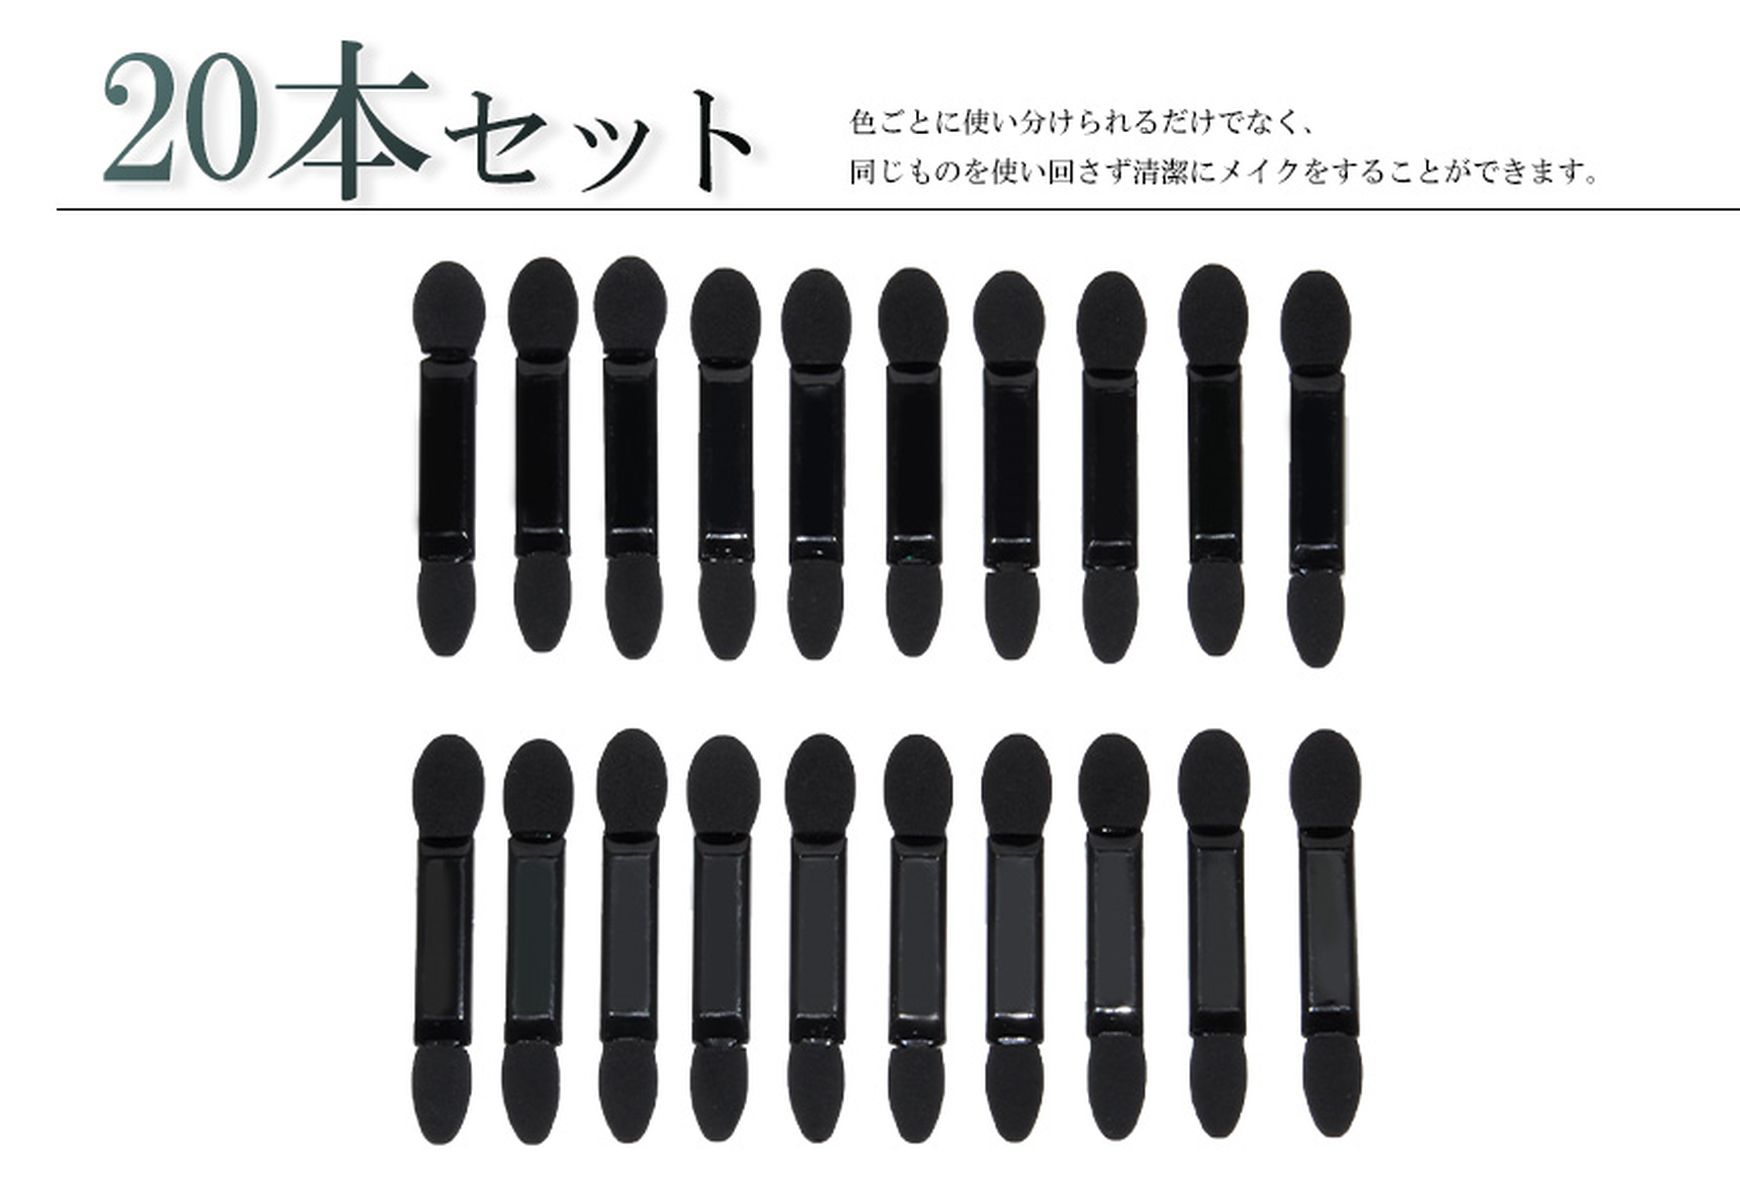 20本セット
色ごとに使い分けられるだけでなく、
同じものを使い回さず清潔にメイクをすることができます。